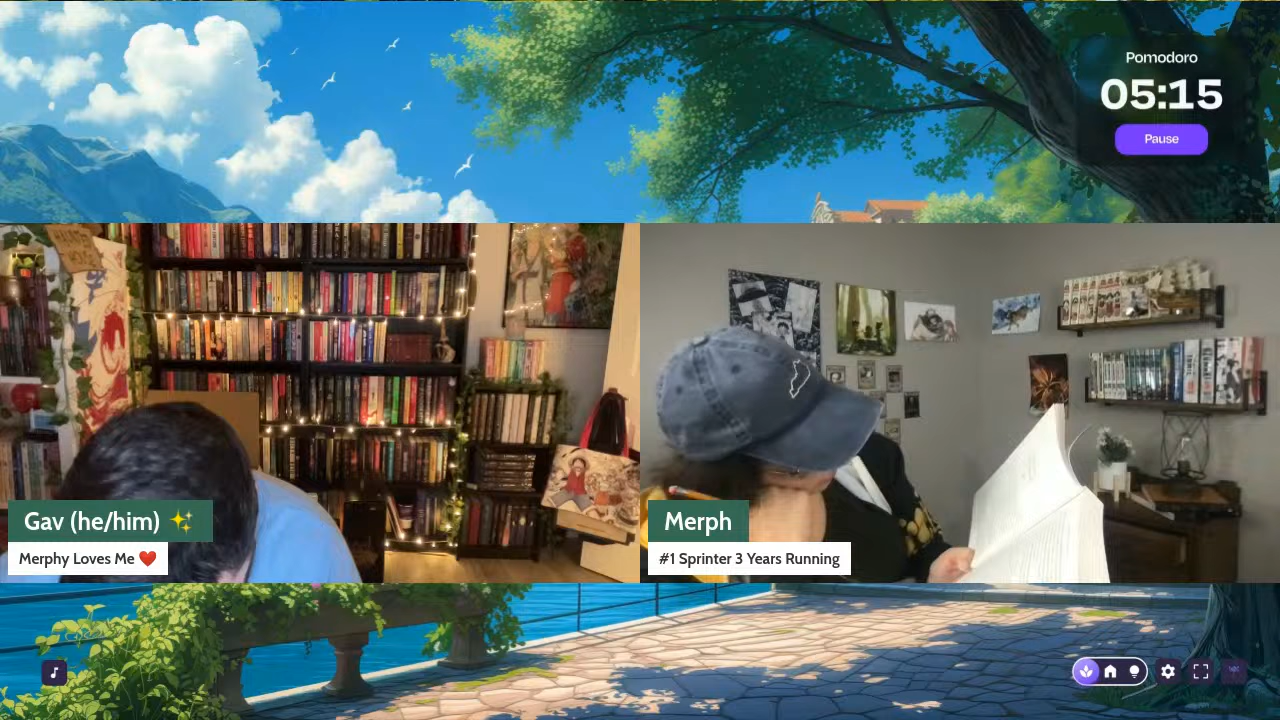 Pomodoro
05:15
Pause
Gav (he/him) ✨
Merphy Loves Me ❤️
Merph
#1 Sprinter 3 Years Running